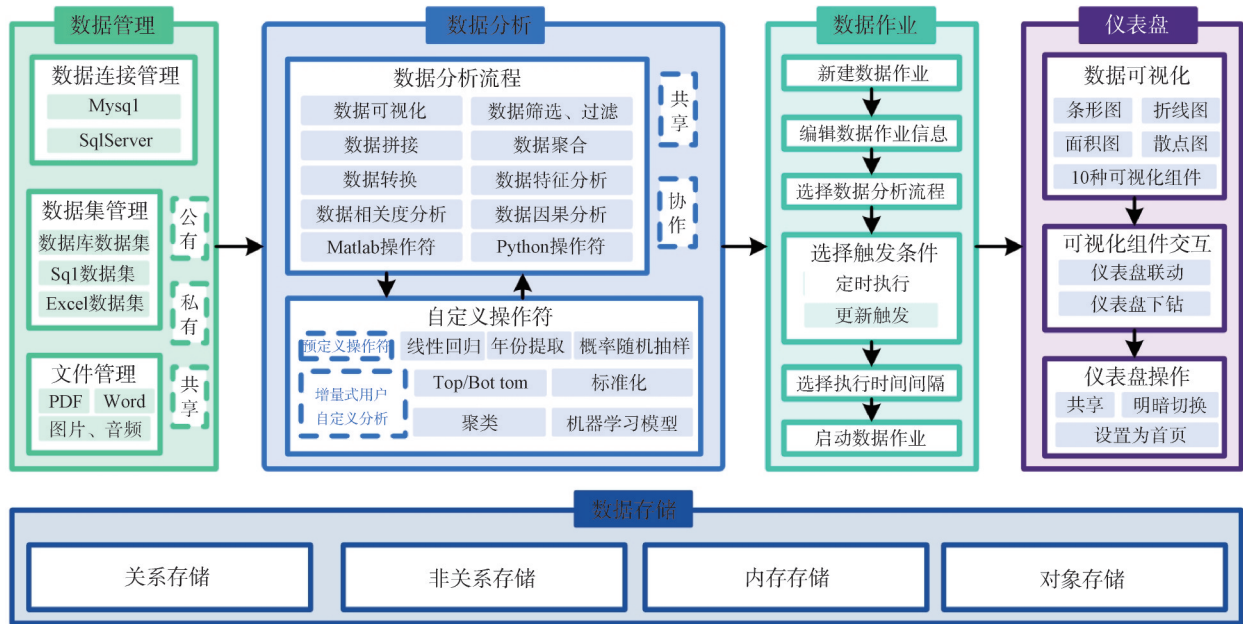 数据管理
数据连接管理
Mysql
SqlServer
数据集管理
数据库数据集
Sql数据集
Excel数据集
文件管理
PDF Word
图片、音频
公有
私有
共享
数据分析
数据分析流程
数据可视化 数据筛选、过滤
数据拼接 数据聚合
数据转换 数据特征分析
数据相关度分析 数据因果分析
Matlab操作符 Python操作符
共享
协作
自定义操作符
预定义操作符 线性回归 年份提取 概率随机抽样
增量式用户
自定义分析
Top/Bot tom 标准化
聚类 机器学习模型
数据作业
新建数据作业
编辑数据作业信息
选择数据分析流程
选择触发条件
定时执行
更新触发
选择执行时间间隔
启动数据作业
仪表盘
数据可视化
条形图 折线图
面积图 散点图
10种可视化组件
可视化组件交互
仪表盘联动
仪表盘下钻
仪表盘操作
共享 明暗切换
设置为首页
数据存储
关系存储 非关系存储 内存存储 对象存储